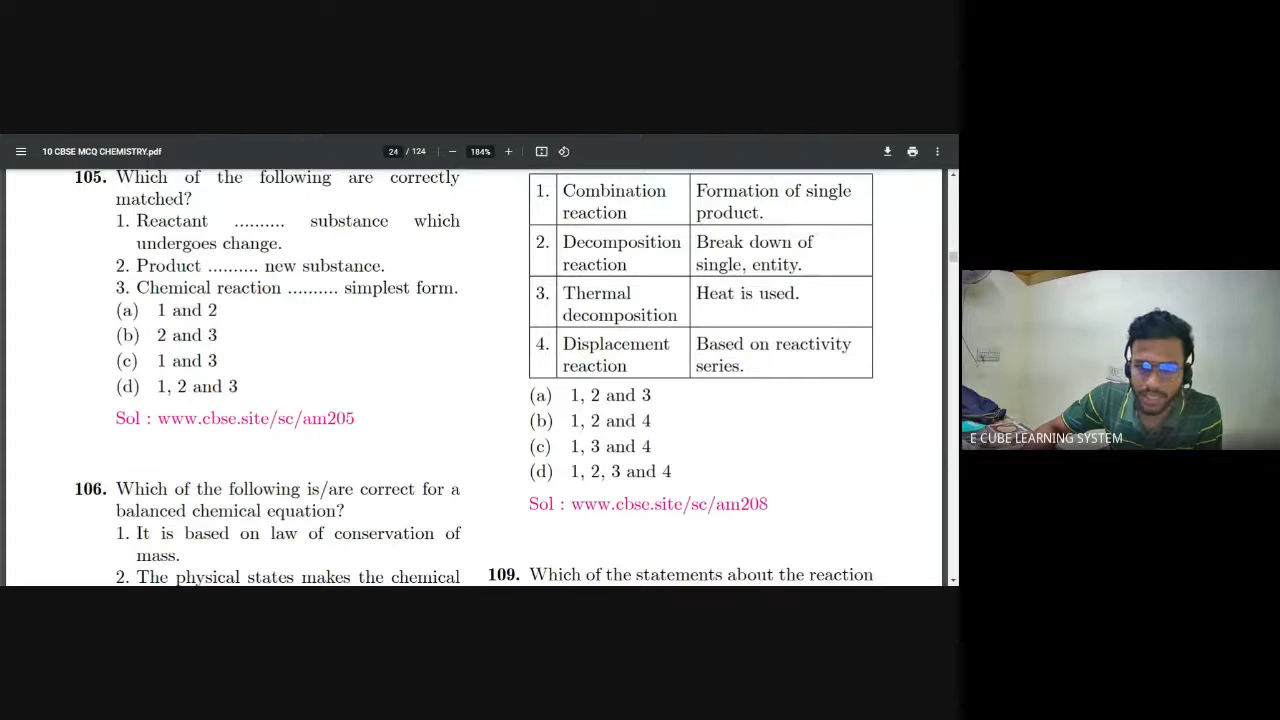 10 CBSE MCQ CHEMISTRY.pdf
24 / 124
184%
105. Which of the following are correctly
matched?
1. Reactant .......... substance which
undergoes change.
2. Product .......... new substance.
3. Chemical reaction .......... simplest form.
(a) 1 and 2
(b) 2 and 3
(c) 1 and 3
(d) 1, 2 and 3
Sol : www.cbse.site/sc/am205
106. Which of the following is/are correct for a
balanced chemical equation?
1. It is based on law of conservation of
mass.
2. The physical states makes the chemical
1. Combination reaction Formation of single product.
2. Decomposition reaction Break down of single, entity.
3. Thermal decomposition Heat is used.
4. Displacement reaction Based on reactivity series.
(a) 1, 2 and 3
(b) 1, 2 and 4
(c) 1, 3 and 4
(d) 1, 2, 3 and 4
Sol : www.cbse.site/sc/am208
109. Which of the statements about the reaction
E CUBE LEARNING SYSTEM